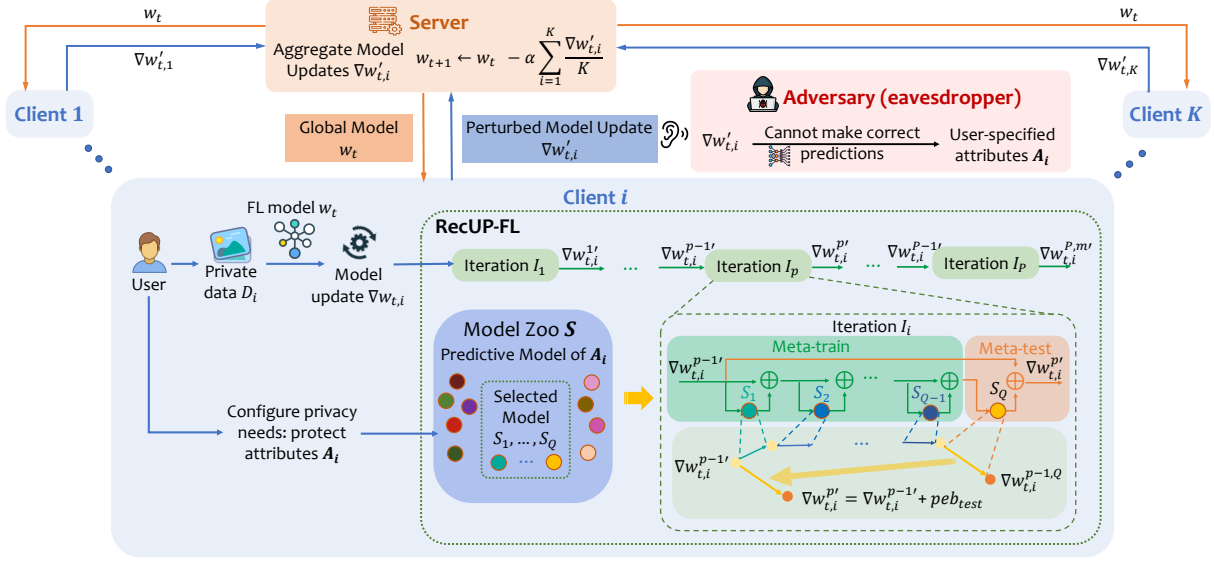 w_t
Server
w_t
∇w'_{t,1}
Aggregate Model
Updates ∇w'_{t,i}
w_{t+1} ← w_t − α ∑_{i=1}^{K} ∇w'_{t,i} / K
∇w'_{t,K}
Client 1
Client K
Adversary (eavesdropper)
Global Model
w_t
Perturbed Model Update
∇w'_{t,i}
∇w'_{t,i}
Cannot make correct
predictions
User-specified
attributes A_i
Client i
FL model w_t
RecUP-FL
User
Private
data D_i
Model
update ∇w_{t,i}
Iteration I_1
∇w^{1'}_{t,i}
...
∇w^{p-1'}_{t,i}
Iteration I_p
∇w^{p'}_{t,i}
...
∇w^{P-1'}_{t,i}
Iteration I_P
∇w^{P,m'}_{t,i}
Model Zoo S
Predictive Model of A_i
Selected
Model
S_1, ..., S_Q
...
Configure privacy
needs: protect
attributes A_i
Iteration I_i
Meta-train
Meta-test
∇w^{p-1'}_{t,i}
S_1
S_2
...
S_{Q-1}
S_Q
∇w^{p'}_{t,i}
...
∇w^{p-1'}_{t,i}
∇w^{p-1,Q}_{t,i}
∇w^{p'}_{t,i} = ∇w^{p-1'}_{t,i} + peb_{test}